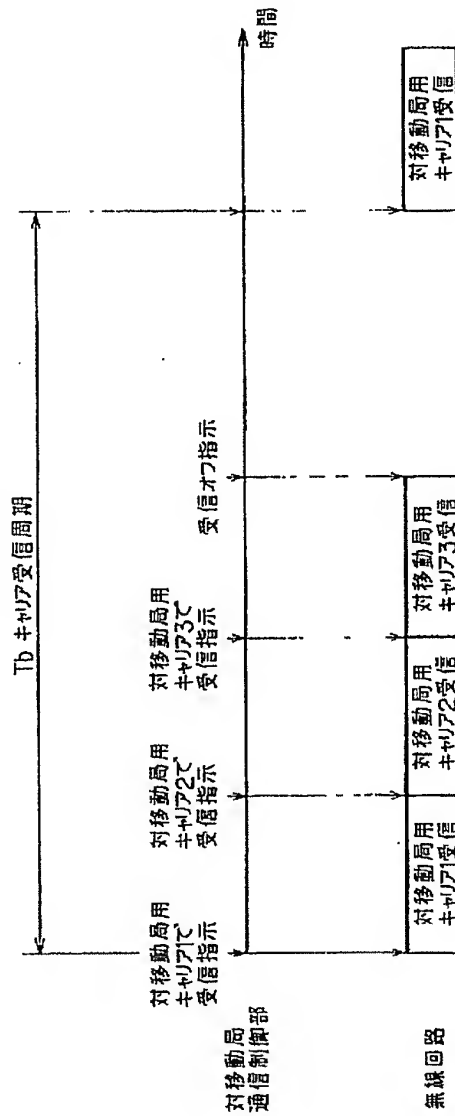 Tb キャリア受信周期
対移動局用
キャリア1で
受信指示
対移動局用
キャリア2で
受信指示
対移動局用
キャリア3で
受信指示
受信オフ指示
対移動局
通信制御部
時間
無線回路
対移動局用
キャリア1受信
対移動局用
キャリア2受信
対移動局用
キャリア3受信
対移動局用
キャリア1受信